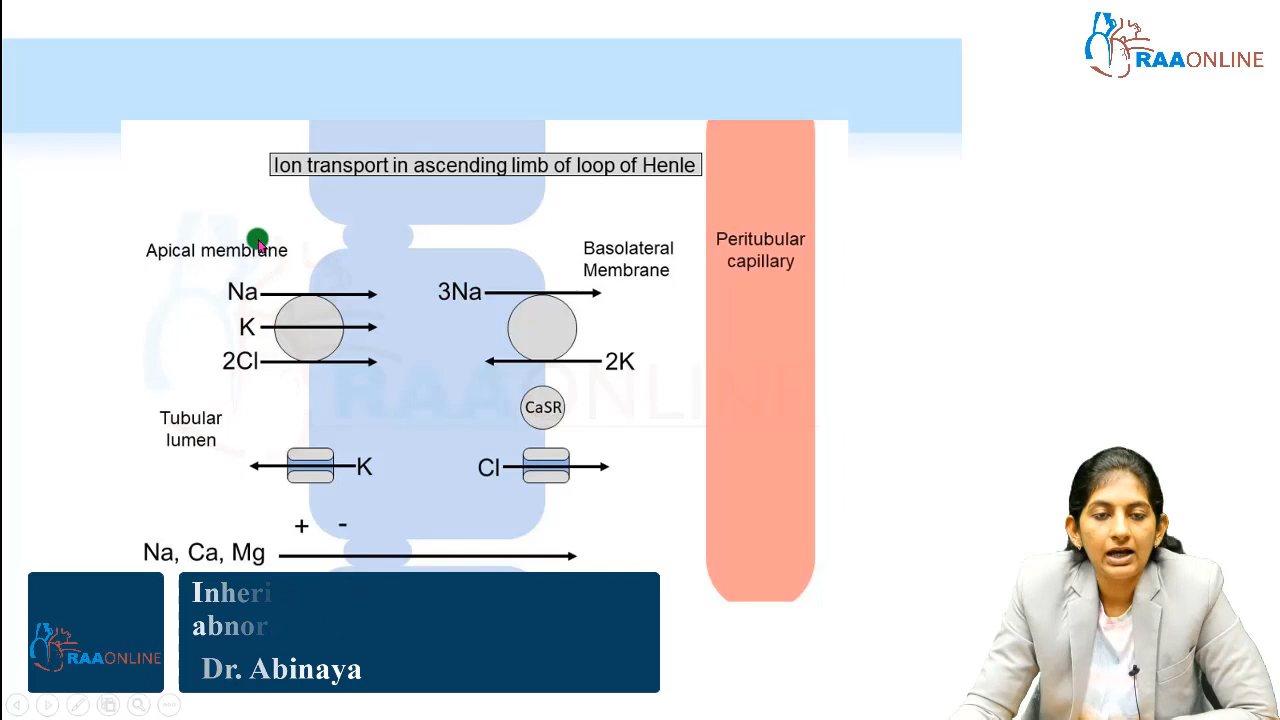 RAAONLINE
Ion transport in ascending limb of loop of Henle
Apical membrane
Basolateral
Membrane
Peritubular
capillary
Na
3Na
K
2Cl
2K
CaSR
Tubular
lumen
K
Cl
+ -
Na, Ca, Mg
Inheri
abnor
Dr. Abinaya
RAAONLINE